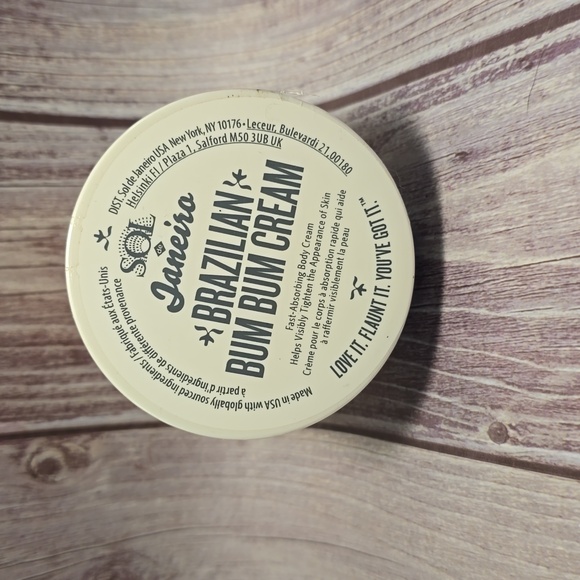 DIST. Sol de Janeiro USA New York, NY 10176 • Leceur, Bulevardi 21,00180
Helsinki FI / Plaza 1, Salford M50 3UB UK
Sol
de
Janeiro
BRAZILIAN
BUM BUM CREAM
Fast-Absorbing Body Cream
Helps Visibly Tighten the Appearance of Skin
Crème pour le corps à absorption rapide qui aide
à raffermir visiblement la peau
LOVE IT. FLAUNT IT. YOU'VE GOT IT.™
Made in USA with globally sourced ingredients / Fabriqué aux États-Unis
à partir d'ingrédients de différente provenance